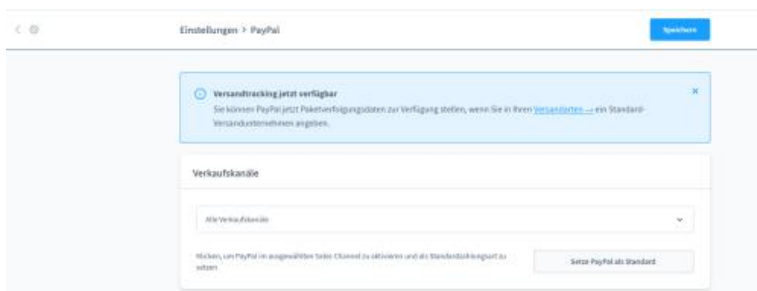 Einstellungen > PayPal
Speichern
Versandtracking jetzt verfügbar
Sie können PayPal jetzt Paketverfolgungsdaten zur Verfügung stellen, wenn Sie in Ihren Versandarten → ein Standard-
Versandunternehmen angeben.
Verkaufskanäle
Alle Verkaufskanäle
Klicken, um PayPal im ausgewählten Sales Channel zu aktivieren und als Standardzahlungsart zu
setzen
Setze PayPal als Standard